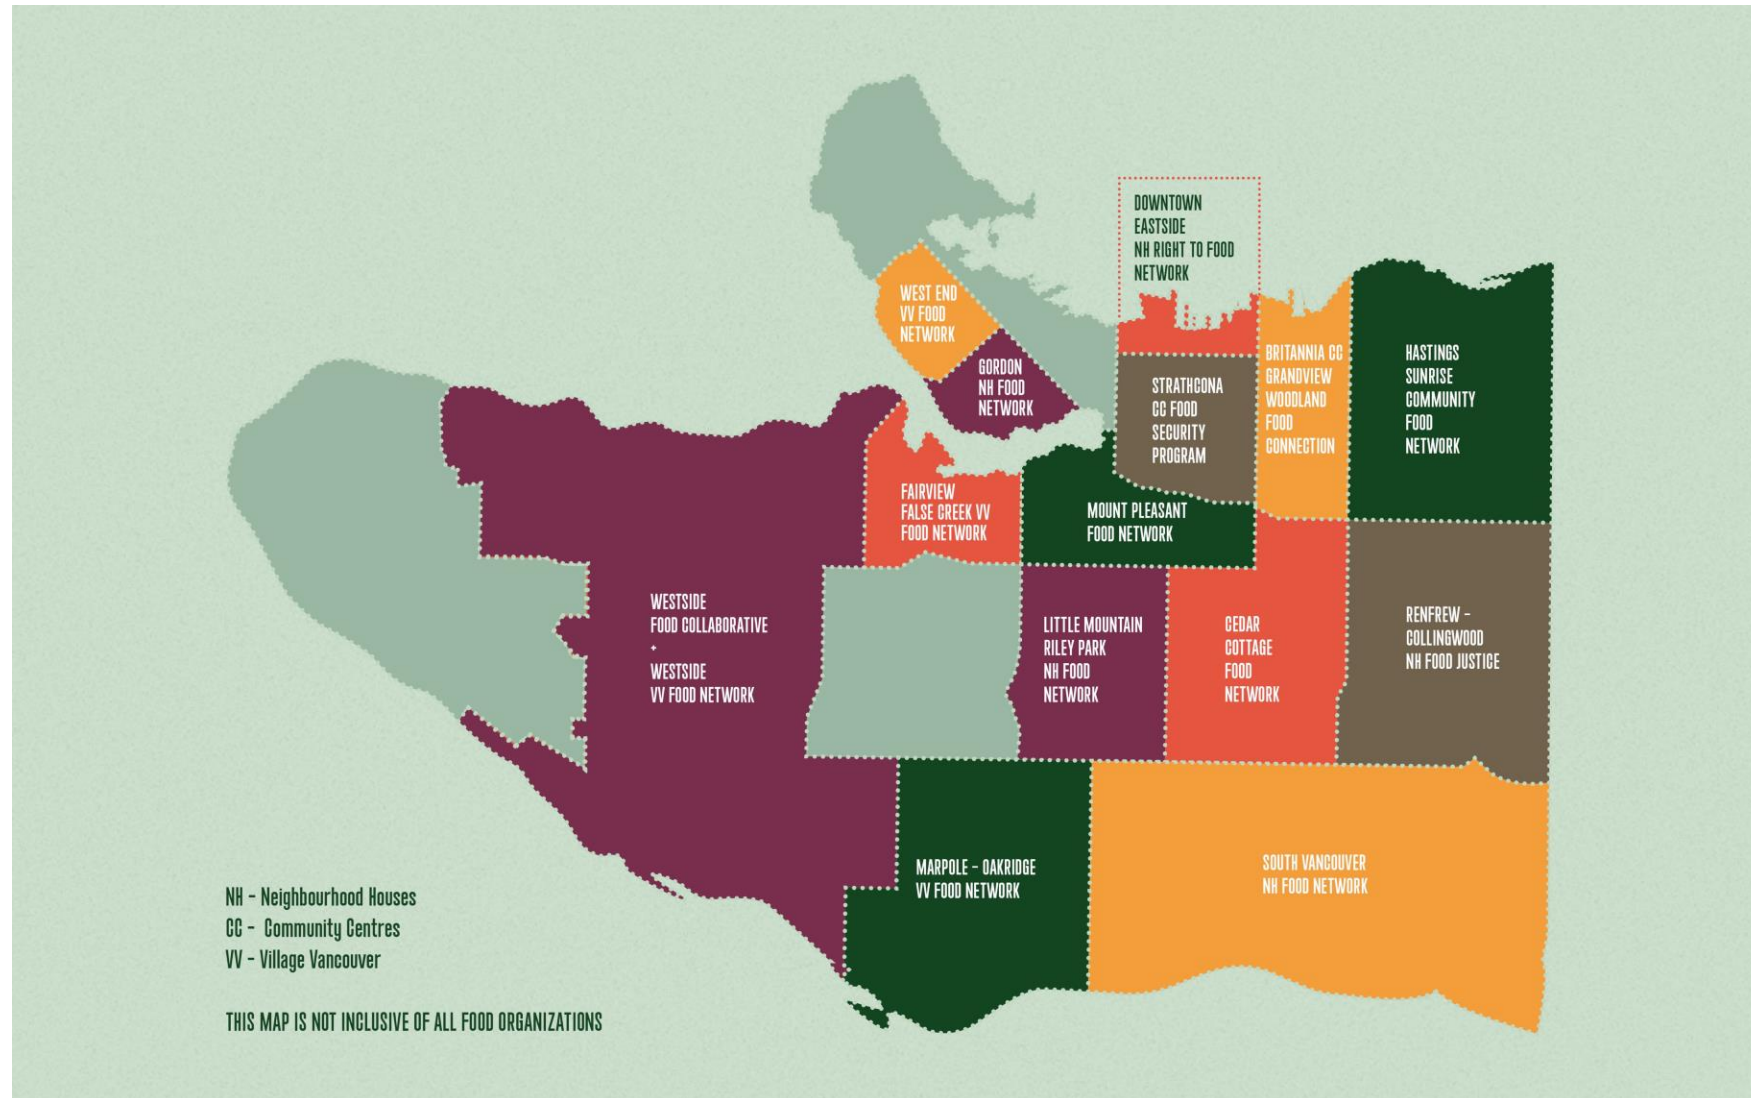 DOWNTOWN
EASTSIDE
NH RIGHT TO FOOD
NETWORK
WEST END
VV FOOD
NETWORK
GORDON
NH FOOD
NETWORK
STRATHCONA
CC FOOD
SECURITY
PROGRAM
BRITANNIA CC
GRANDVIEW
WOODLAND
FOOD
CONNECTION
HASTINGS
SUNRISE
COMMUNITY
FOOD
NETWORK
FAIRVIEW
FALSE CREEK VV
FOOD NETWORK
MOUNT PLEASANT
FOOD NETWORK
WESTSIDE
FOOD COLLABORATIVE
+
WESTSIDE
VV FOOD NETWORK
LITTLE MOUNTAIN
RILEY PARK
NH FOOD
NETWORK
CEDAR
COTTAGE
FOOD
NETWORK
RENFREW -
COLLINGWOOD
NH FOOD JUSTICE
MARPOLE - OAKRIDGE
VV FOOD NETWORK
SOUTH VANCOUVER
NH FOOD NETWORK
NH - Neighbourhood Houses
CC - Community Centres
VV - Village Vancouver
THIS MAP IS NOT INCLUSIVE OF ALL FOOD ORGANIZATIONS